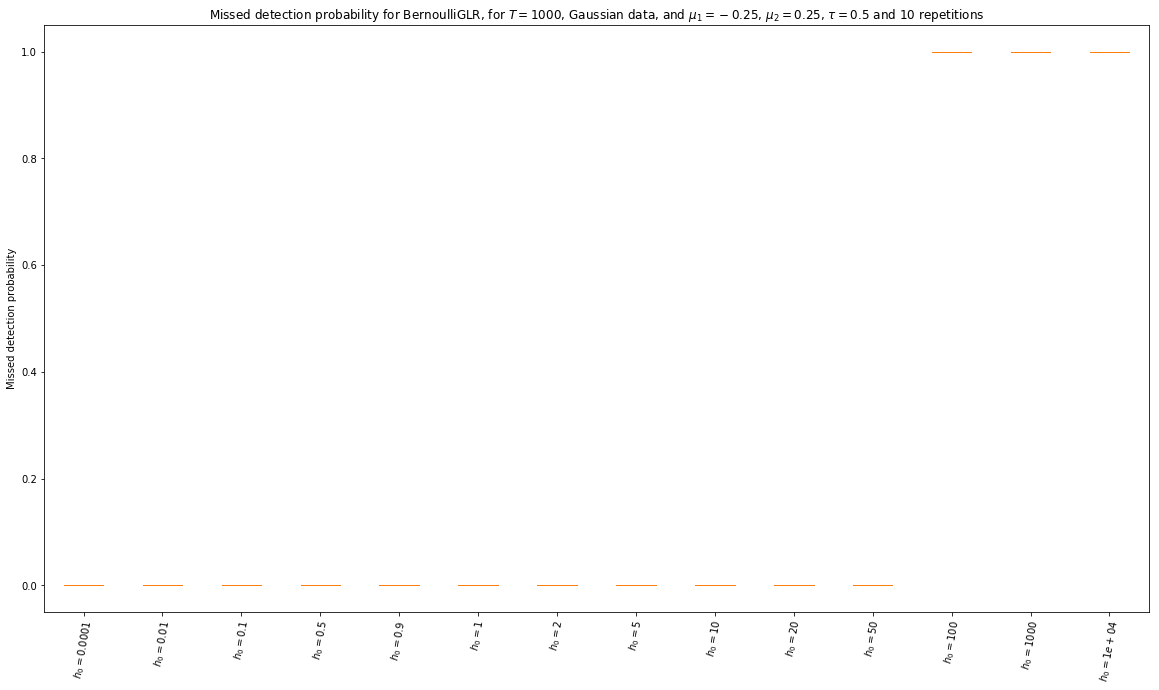 Missed detection probability for BernoulliGLR, for T = 1000, Gaussian data, and μ₁ = − 0.25, μ₂ = 0.25, τ = 0.5 and 10 repetitions
Missed detection probability
1.0
0.8
0.6
0.4
0.2
0.0
h₀ = 0.0001
h₀ = 0.01
h₀ = 0.1
h₀ = 0.5
h₀ = 0.9
h₀ = 1
h₀ = 2
h₀ = 5
h₀ = 10
h₀ = 20
h₀ = 50
h₀ = 100
h₀ = 1000
h₀ = 1e + 04